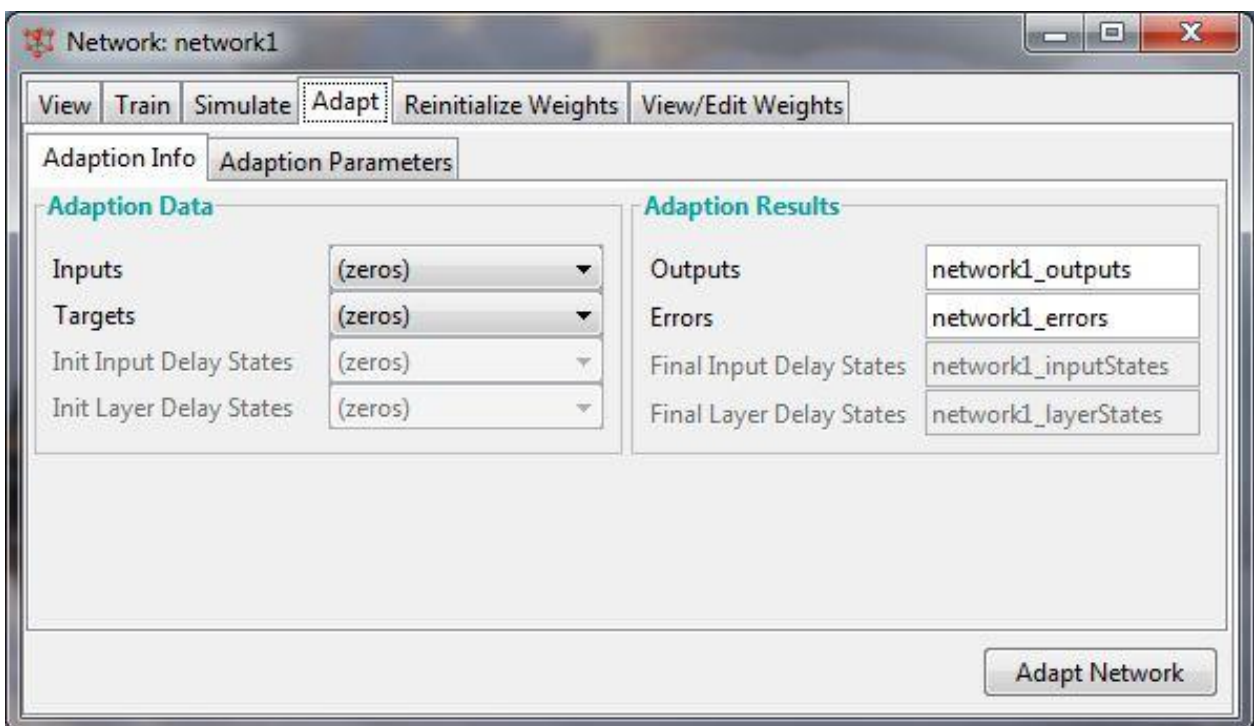 Network: network1
View Train Simulate Adapt Reinitialize Weights View/Edit Weights
Adaption Info Adaption Parameters
Adaption Data
Inputs (zeros)
Targets (zeros)
Init Input Delay States (zeros)
Init Layer Delay States (zeros)
Adaption Results
Outputs network1_outputs
Errors network1_errors
Final Input Delay States network1_inputStates
Final Layer Delay States network1_layerStates
Adapt Network